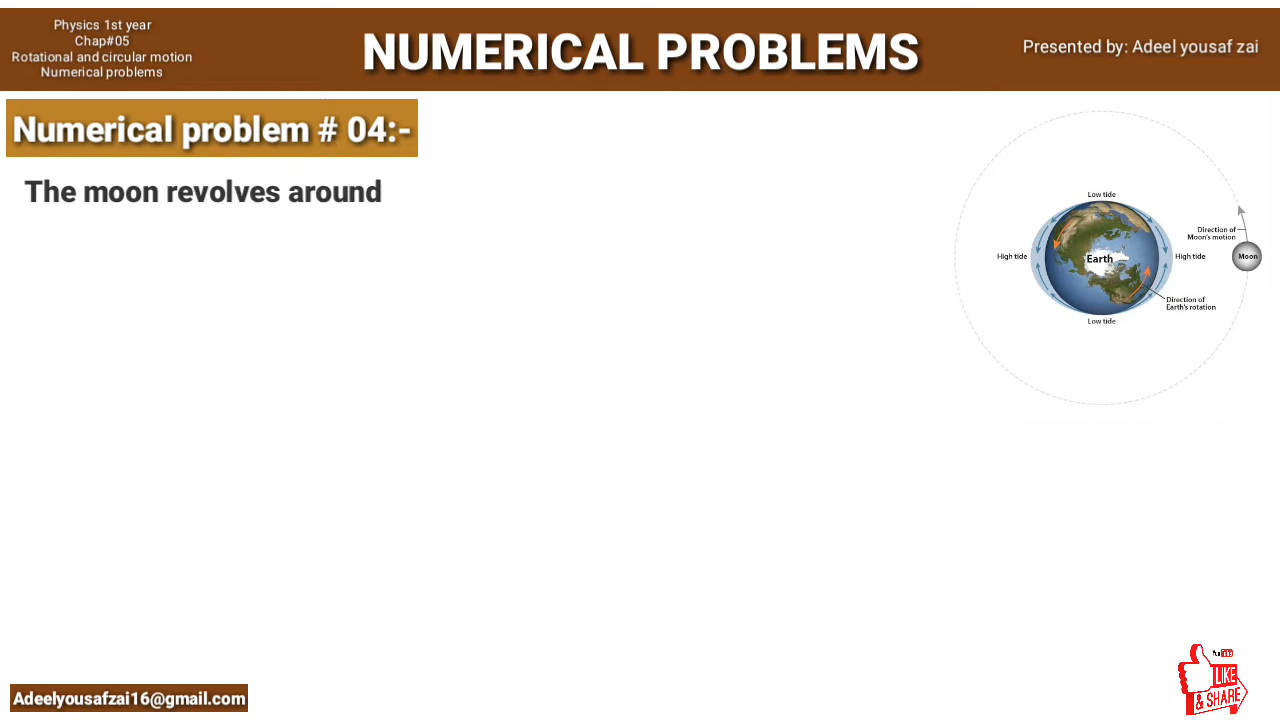 Physics 1st year
Chap#05
Rotational and circular motion
Numerical problems
NUMERICAL PROBLEMS
Presented by: Adeel yousaf zai
Numerical problem # 04:-
The moon revolves around
Low tide
Direction of
Moon's motion
High tide
Earth
High tide
Moon
Direction of
Earth's rotation
Low tide
YouTube
LIKE
& SHARE
Adeelyousafzai16@gmail.com